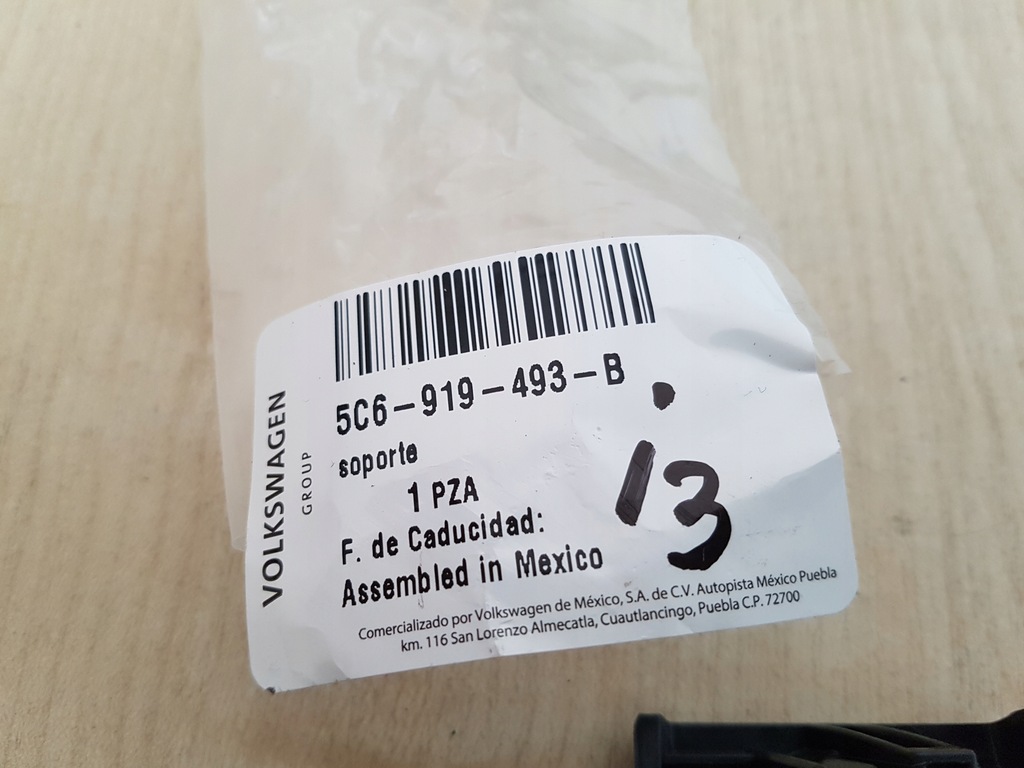 VOLKSWAGEN
GROUP
5C6-919-493-B
soporte
1 PZA
F. de Caducidad:
Assembled in Mexico
13
Comercializado por Volkswagen de México, S.A. de C.V. Autopista México Puebla
km. 116 San Lorenzo Almecatla, Cuautlancingo, Puebla C.P. 72700